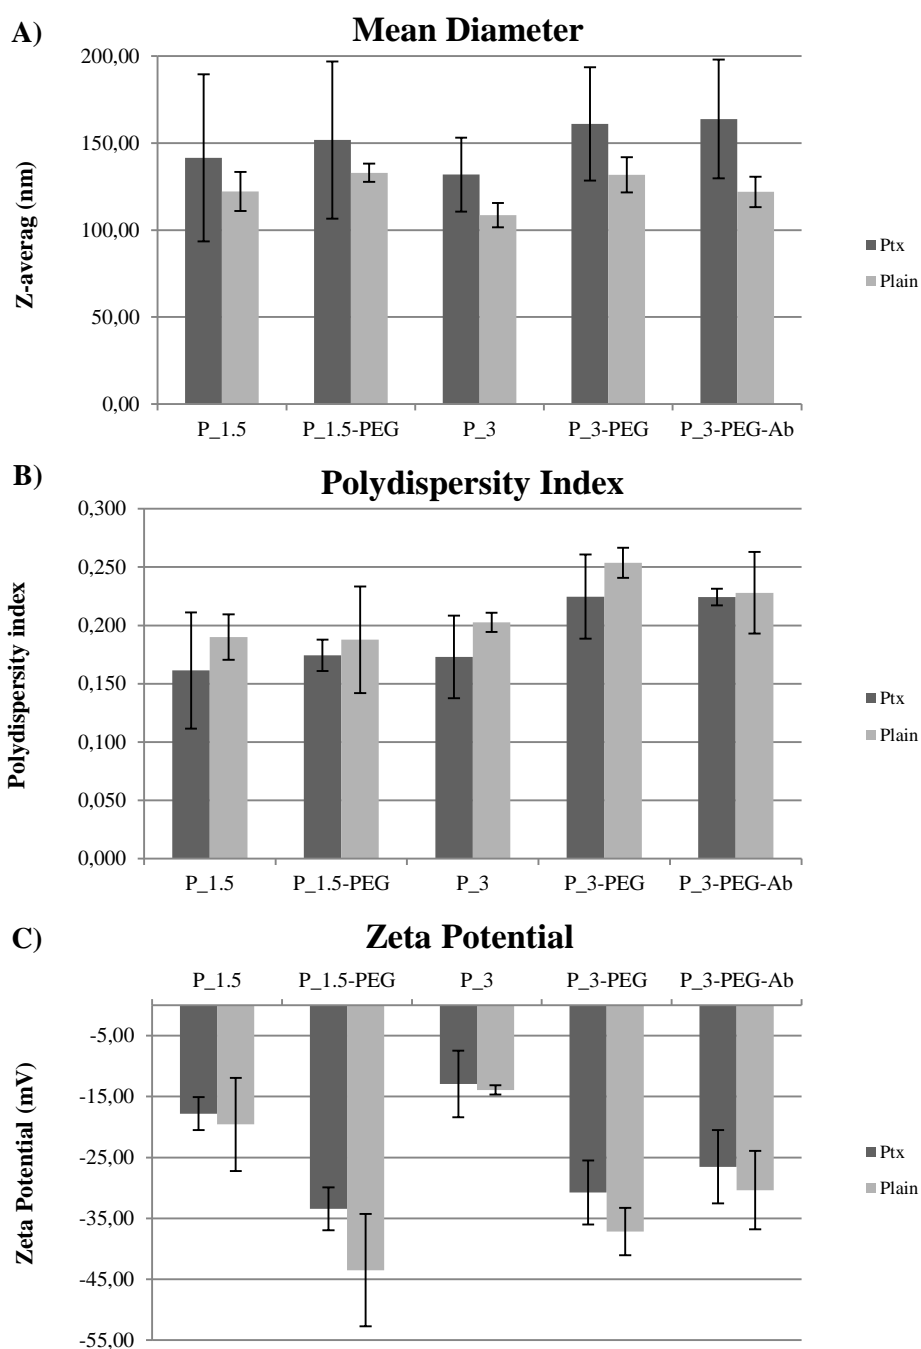 A)
Mean Diameter
Z-averag (nm)
200,00
150,00
100,00
50,00
0,00
P_1.5 P_1.5-PEG P_3 P_3-PEG P_3-PEG-Ab
Ptx
Plain
B)
Polydispersity Index
Polydispersity index
0,300
0,250
0,200
0,150
0,100
0,050
0,000
P_1.5 P_1.5-PEG P_3 P_3-PEG P_3-PEG-Ab
Ptx
Plain
C)
Zeta Potential
P_1.5 P_1.5-PEG P_3 P_3-PEG P_3-PEG-Ab
Zeta Potential (mV)
-5,00
-15,00
-25,00
-35,00
-45,00
-55,00
Ptx
Plain